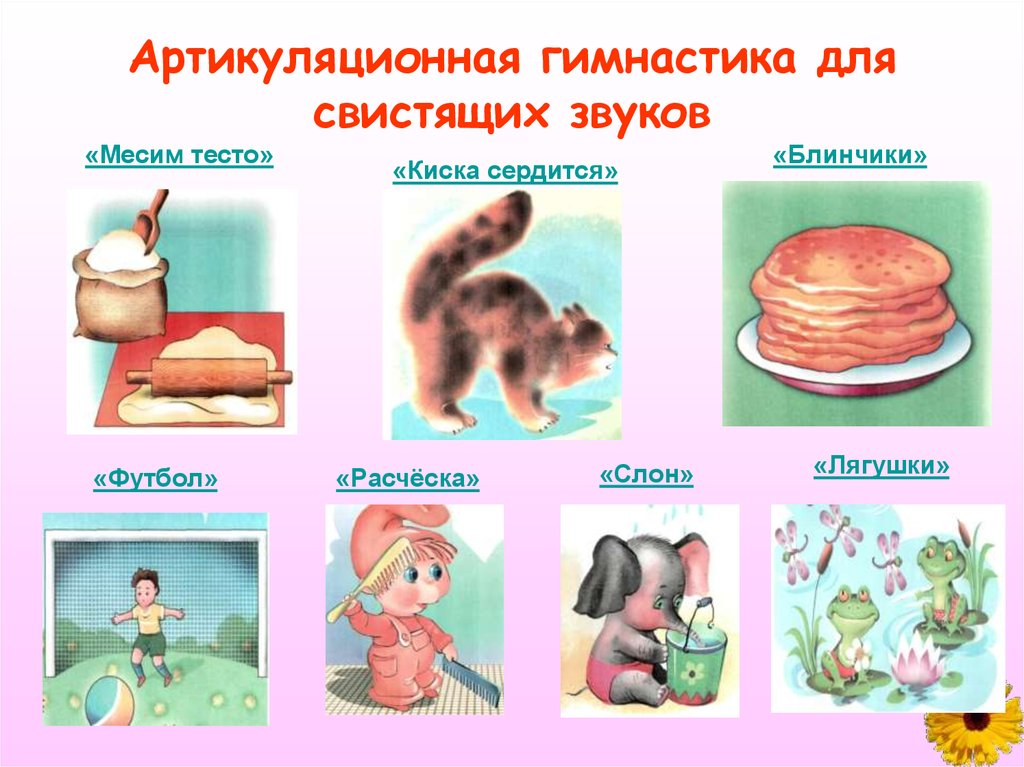 Артикуляционная гимнастика для
свистящих звуков
«Месим тесто»
«Киска сердится»
«Блинчики»
«Футбол»
«Расчёска»
«Слон»
«Лягушки»